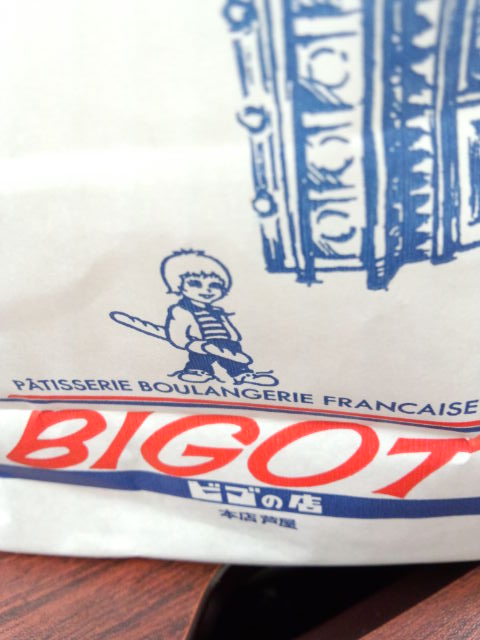 PÂTISSERIE BOULANGERIE FRANCAISE
BIGOT
ビゴの店
本店 芦屋